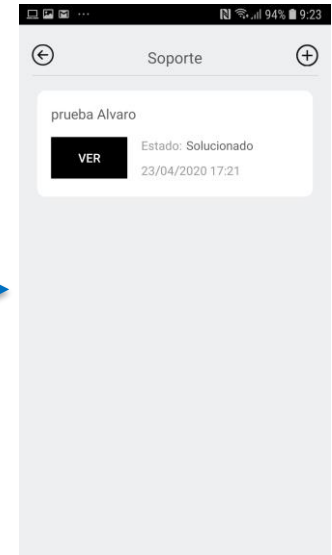 94% 9:23
Soporte
prueba Alvaro
VER
Estado: Solucionado
23/04/2020 17:21